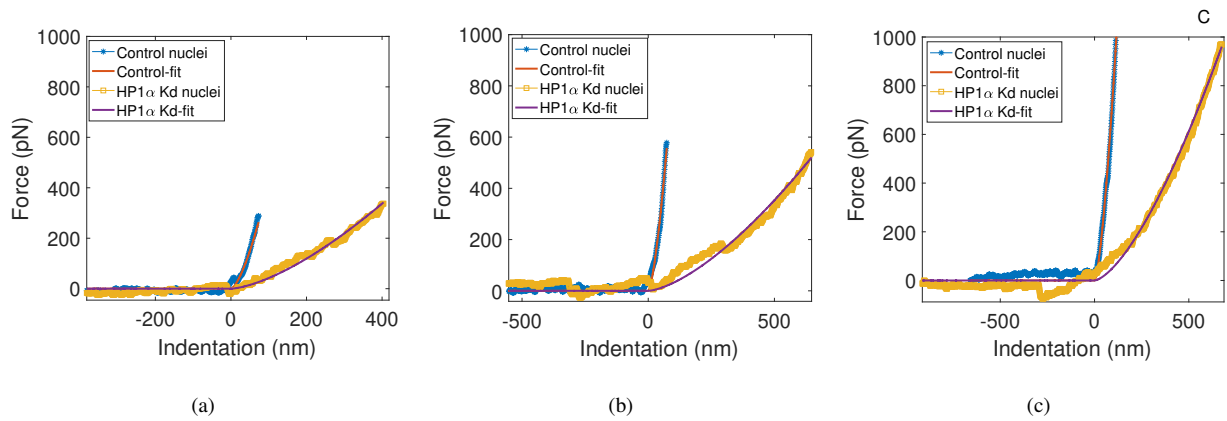 C
1000
800
600
400
200
0
Force (pN)
Control nuclei
Control-fit
HP1α Kd nuclei
HP1α Kd-fit
-200
0
200
400
Indentation (nm)
(a)
1000
800
600
400
200
0
Force (pN)
Control nuclei
Control-fit
HP1α Kd nuclei
HP1α Kd-fit
-500
0
500
Indentation (nm)
(b)
1000
800
600
400
200
0
Force (pN)
Control nuclei
Control-fit
HP1α Kd nuclei
HP1α Kd-fit
-500
0
500
Indentation (nm)
(c)